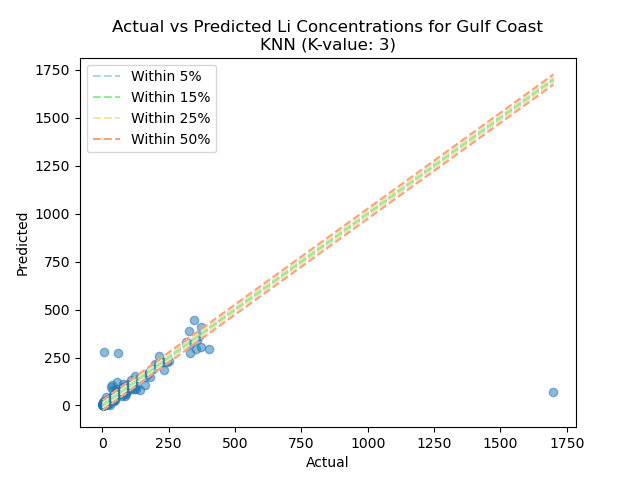 Actual vs Predicted Li Concentrations for Gulf Coast
KNN (K-value: 3)
Within 5%
Within 15%
Within 25%
Within 50%
1750
1500
1250
1000
750
500
250
0
Predicted
0 250 500 750 1000 1250 1500 1750
Actual